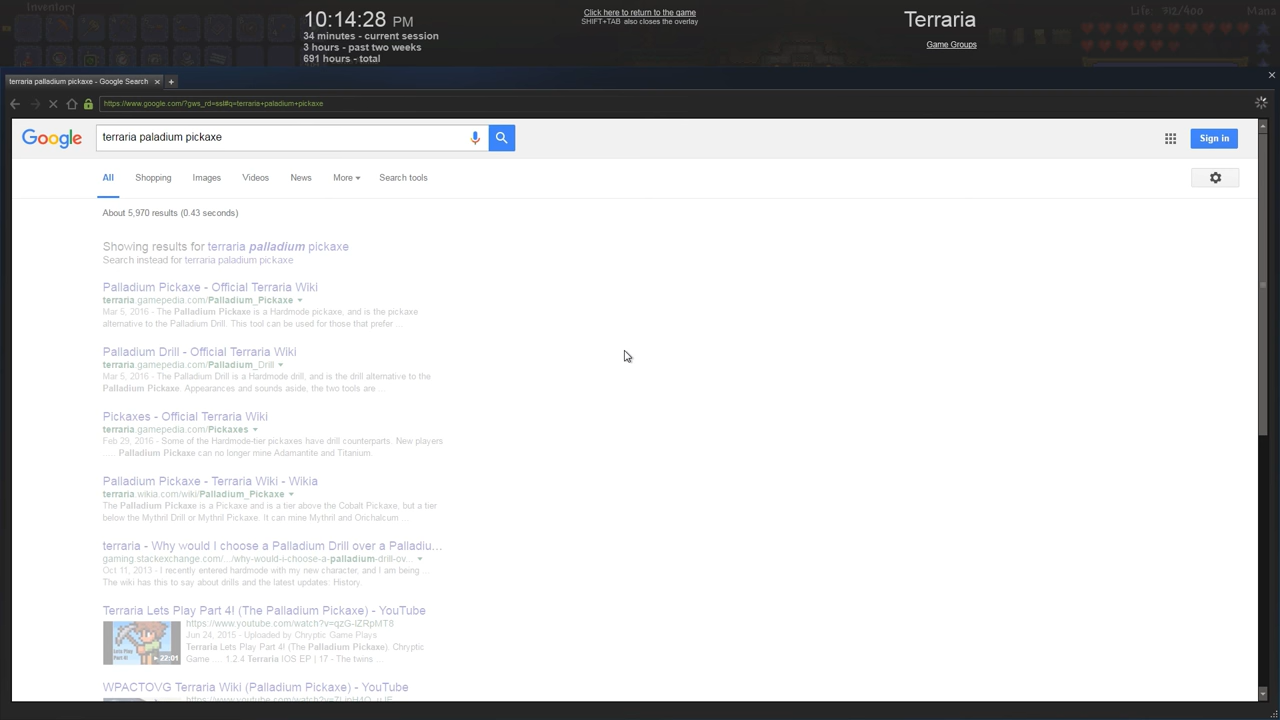 Inventory
Life: 392/400
Mana
10:14:28 PM
34 minutes - current session
3 hours - past two weeks
691 hours - total
Click here to return to the game
SHIFT+TAB also closes the overlay
Terraria
Game Groups
terraria palladium pickaxe - Google Search
https://www.google.com/?gws_rd=ssl#q=terraria+paladium+pickaxe
Google
terraria paladium pickaxe
Sign in
All Shopping Images Videos News More Search tools
About 5,970 results (0.43 seconds)
Showing results for terraria palladium pickaxe
Search instead for terraria paladium pickaxe
Palladium Pickaxe - Official Terraria Wiki
terraria.gamepedia.com/Palladium_Pickaxe
Mar 5, 2016 - The Palladium Pickaxe is a Hardmode pickaxe, and is the pickaxe
alternative to the Palladium Drill. This tool can be used for those that prefer ...
Palladium Drill - Official Terraria Wiki
terraria.gamepedia.com/Palladium_Drill
Mar 5, 2016 - The Palladium Drill is a Hardmode drill, and is the drill alternative to the
Palladium Pickaxe. Appearances and sounds aside, the two tools are ...
Pickaxes - Official Terraria Wiki
terraria.gamepedia.com/Pickaxes
Feb 29, 2016 - Some of the Hardmode-tier pickaxes have drill counterparts. New players
..... Palladium Pickaxe can no longer mine Adamantite and Titanium.
Palladium Pickaxe - Terraria Wiki - Wikia
terraria.wikia.com/wiki/Palladium_Pickaxe
The Palladium Pickaxe is a Pickaxe and is a tier above the Cobalt Pickaxe, but a tier
below the Mythril Drill or Mythril Pickaxe. It can mine Mythril and Orichalcum...
terraria - Why would I choose a Palladium Drill over a Palladiu...
gaming.stackexchange.com/.../why-would-i-choose-a-palladium-drill-ov...
Oct 11, 2013 - I recently entered hardmode with my new character, and I am being ...
The wiki has this to say about drills and the latest updates: History.
Terraria Lets Play Part 4! (The Palladium Pickaxe) - YouTube
https://www.youtube.com/watch?v=qzG-IZRpMT8
Jun 24, 2015 - Uploaded by Chryptic Game Plays
Terraria Lets Play Part 4! (The Palladium Pickaxe). Chryptic
Game .... 1.2.4 Terraria IOS EP | 17 - The twins ...
Lets Play
Part 4!
22:01
WPACTOVG Terraria Wiki (Palladium Pickaxe) - YouTube